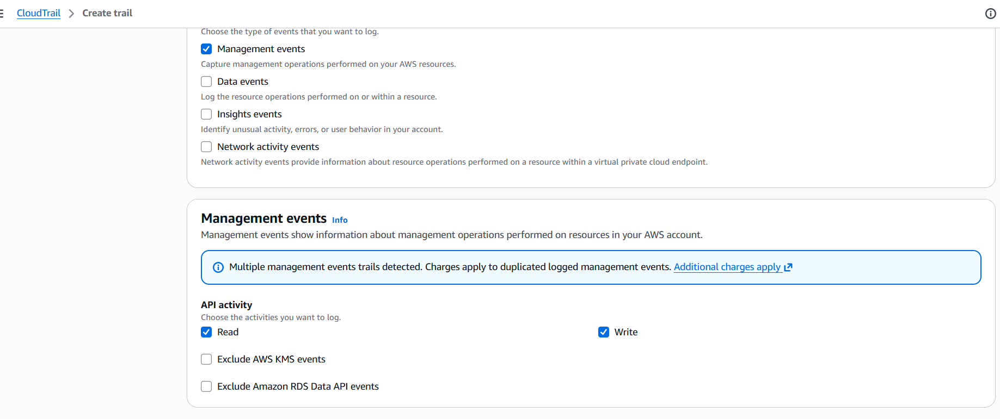 CloudTrail > Create trail
Choose the type of events that you want to log.
Management events
Capture management operations performed on your AWS resources.
Data events
Log the resource operations performed on or within a resource.
Insights events
Identify unusual activity, errors, or user behavior in your account.
Network activity events
Network activity events provide information about resource operations performed on a resource within a virtual private cloud endpoint.
Management events Info
Management events show information about management operations performed on resources in your AWS account.
Multiple management events trails detected. Charges apply to duplicated logged management events. Additional charges apply
API activity
Choose the activities you want to log.
Read Write
Exclude AWS KMS events
Exclude Amazon RDS Data API events